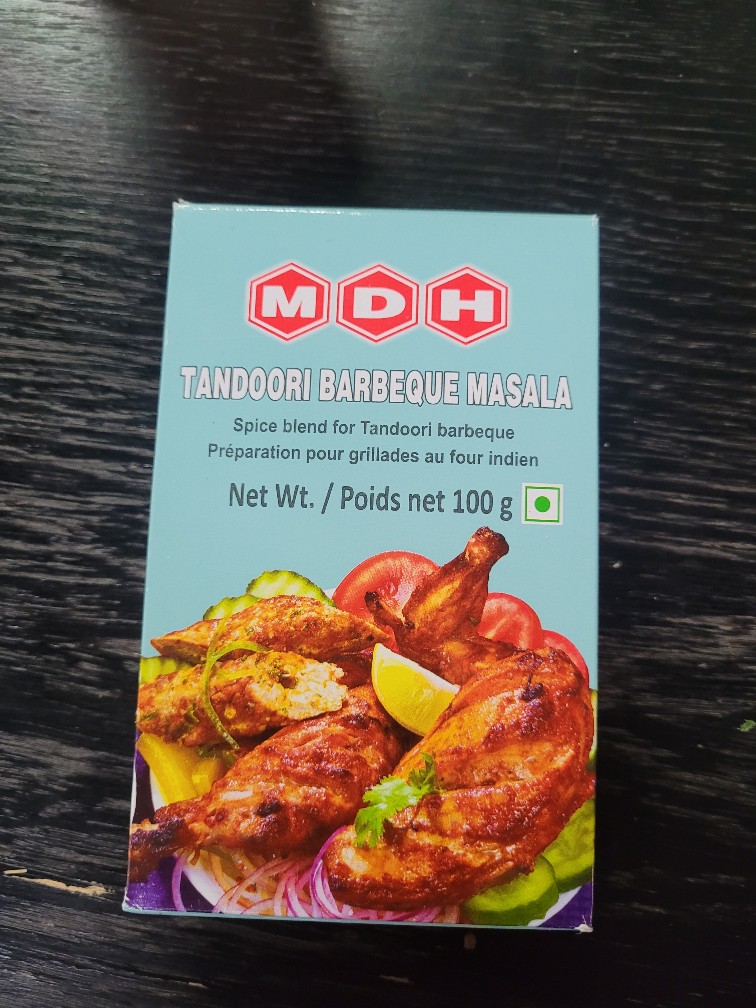 MDH
TANDOORI BARBEQUE MASALA
Spice blend for Tandoori barbeque
Préparation pour grillades au four indien
Net Wt. / Poids net 100 g